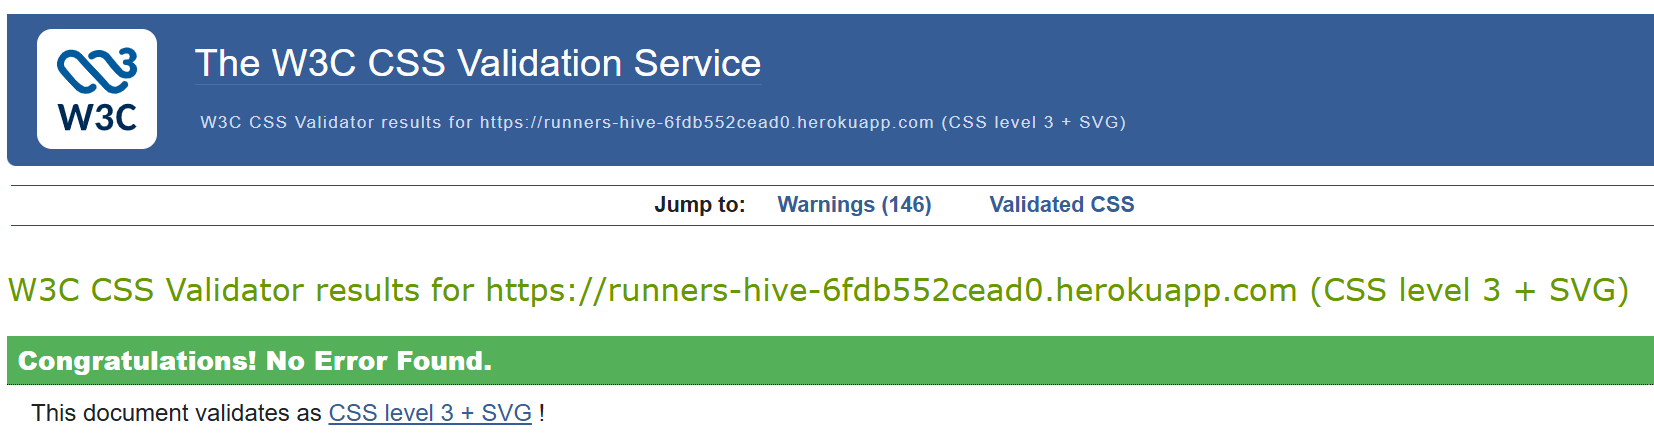 The W3C CSS Validation Service
W3C
W3C CSS Validator results for https://runners-hive-6fdb552cead0.herokuapp.com (CSS level 3 + SVG)
Jump to: Warnings (146) Validated CSS
W3C CSS Validator results for https://runners-hive-6fdb552cead0.herokuapp.com (CSS level 3 + SVG)
Congratulations! No Error Found.
This document validates as CSS level 3 + SVG !